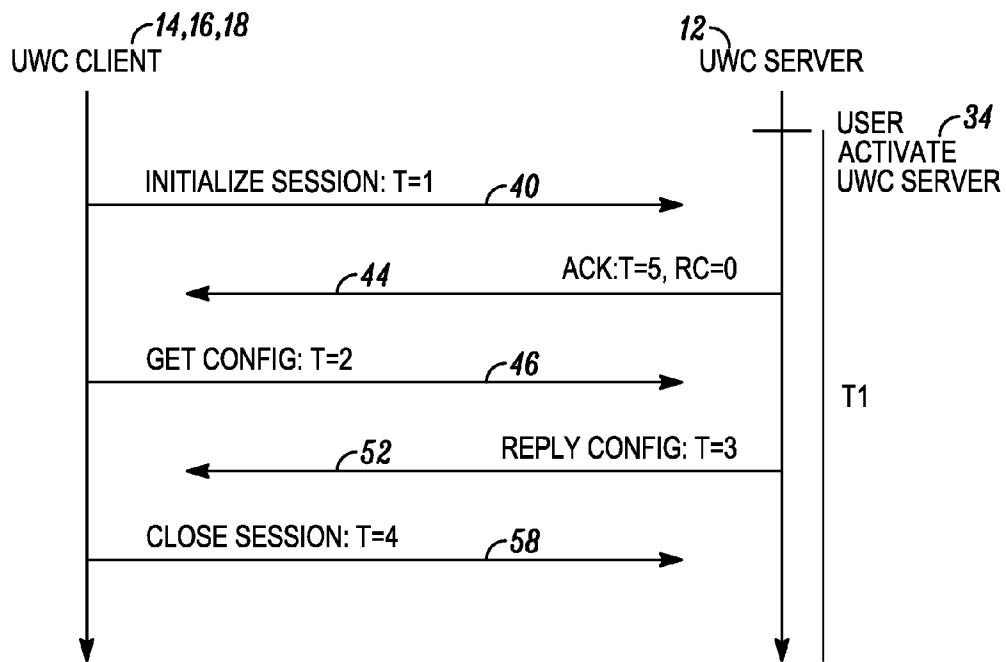 14,16,18
UWC CLIENT
12
UWC SERVER
USER
ACTIVATE
UWC SERVER
34
INITIALIZE SESSION: T=1
40
ACK:T=5, RC=0
44
GET CONFIG: T=2
46
T1
REPLY CONFIG: T=3
52
CLOSE SESSION: T=4
58